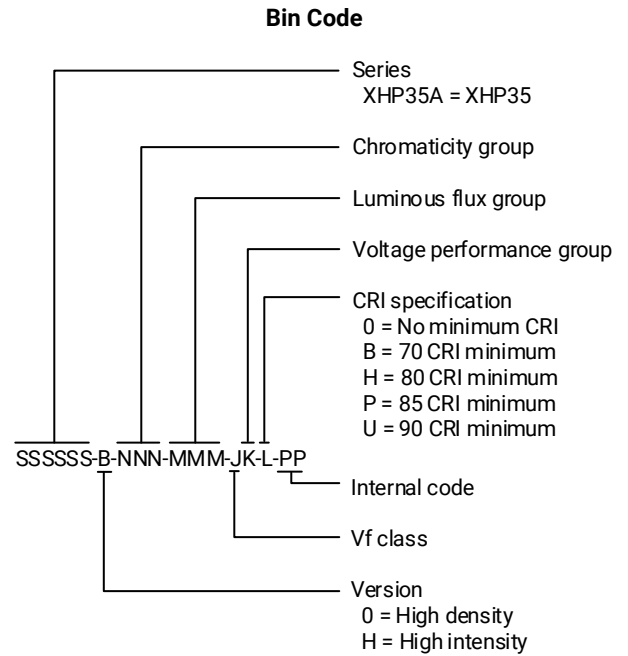 Bin Code
Series
XHP35A = XHP35
Chromaticity group
Luminous flux group
Voltage performance group
CRI specification
0 = No minimum CRI
B = 70 CRI minimum
H = 80 CRI minimum
P = 85 CRI minimum
U = 90 CRI minimum
SSSSSS-B-NNN-MMM-JK-L-PP
Internal code
Vf class
Version
0 = High density
H = High intensity